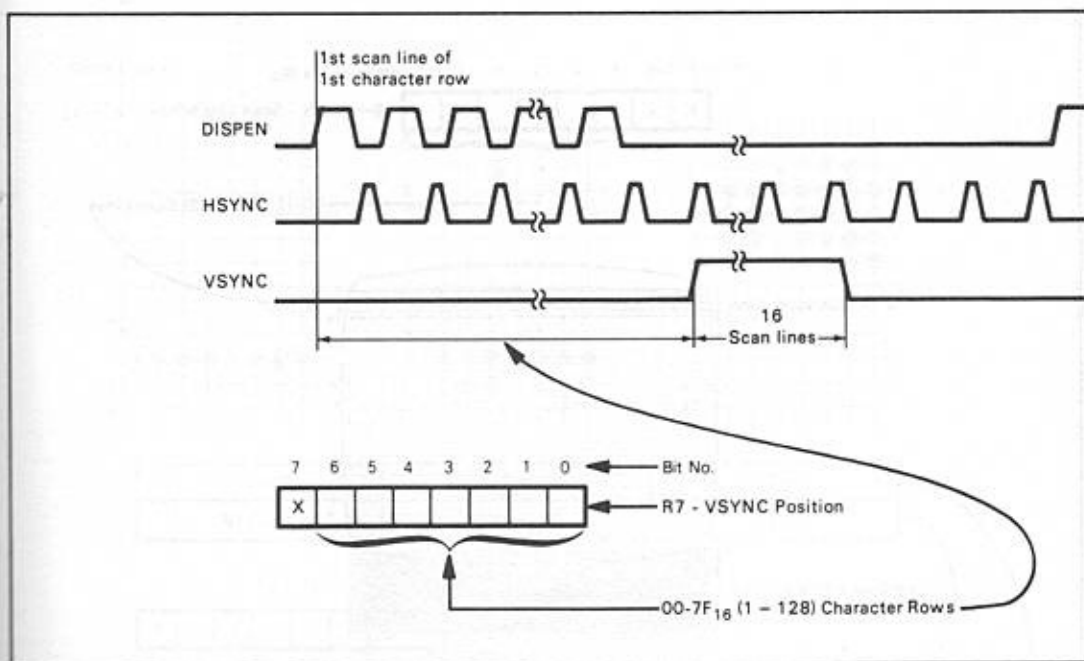 1st scan line of
1st character row
DISPEN
HSYNC
VSYNC
16
Scan lines
7 6 5 4 3 2 1 0 Bit No.
X R7 - VSYNC Position
00-7F16 (1 – 128) Character Rows